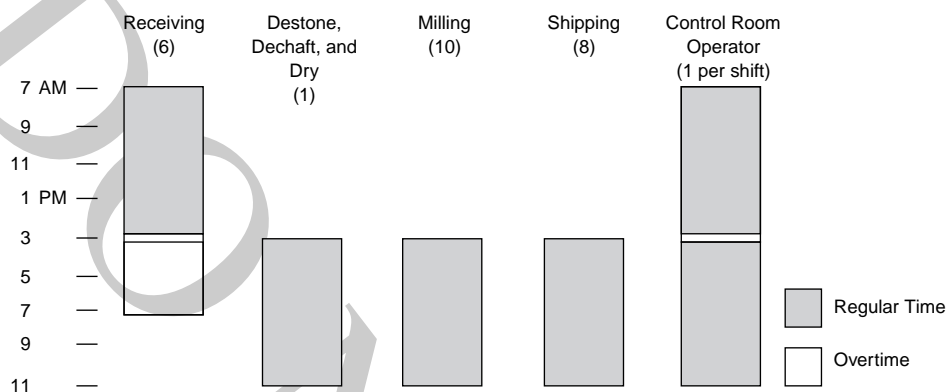 Receiving
(6)
Destone,
Dechaft, and
Dry
(1)
Milling
(10)
Shipping
(8)
Control Room
Operator
(1 per shift)
7 AM
9
11
1 PM
3
5
7
9
11
Regular Time
Overtime